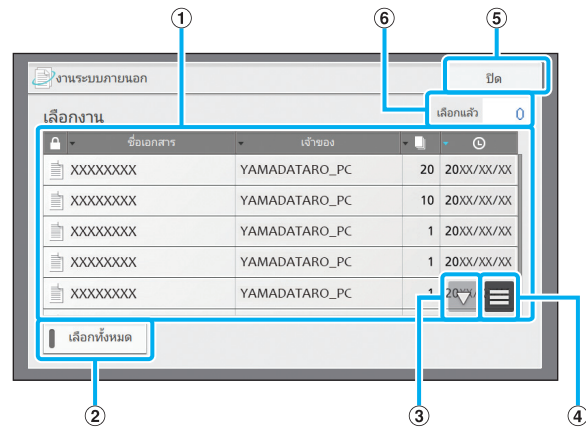 ① ⑥ ⑤
งานระบบภายนอก ปิด
เลือกงาน เลือกแล้ว 0
ชื่อเอกสาร เจ้าของ
XXXXXXXX YAMADATARO_PC 20 20XX/XX/XX
XXXXXXXX YAMADATARO_PC 10 20XX/XX/XX
XXXXXXXX YAMADATARO_PC 1 20XX/XX/XX
XXXXXXXX YAMADATARO_PC 1 20XX/XX/XX
XXXXXXXX YAMADATARO_PC 1
เลือกทั้งหมด
② ③ ④